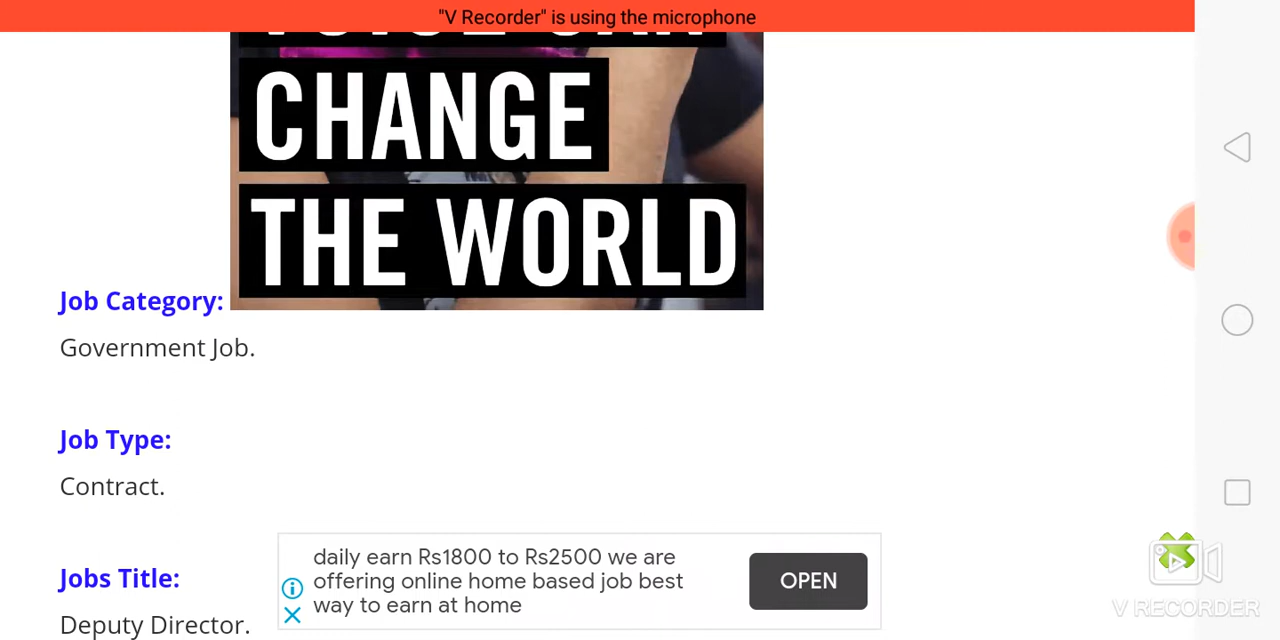 "V Recorder" is using the microphone
VOICE CAN
CHANGE
THE WORLD
Job Category:
Government Job.
Job Type:
Contract.
Jobs Title:
Deputy Director.
daily earn Rs1800 to Rs2500 we are
offering online home based job best
way to earn at home
OPEN
V RECORDER